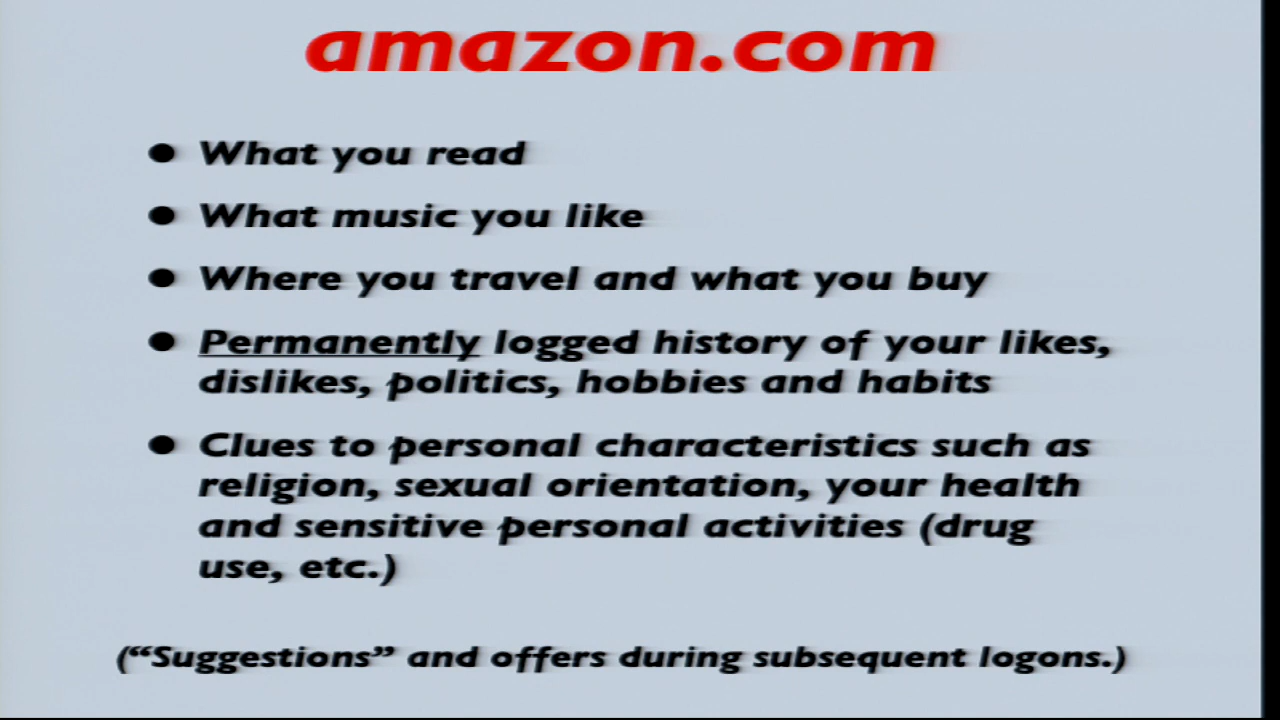 amazon.com
● What you read
● What music you like
● Where you travel and what you buy
● Permanently logged history of your likes,
dislikes, politics, hobbies and habits
● Clues to personal characteristics such as
religion, sexual orientation, your health
and sensitive personal activities (drug
use, etc.)
(“Suggestions” and offers during subsequent logons.)